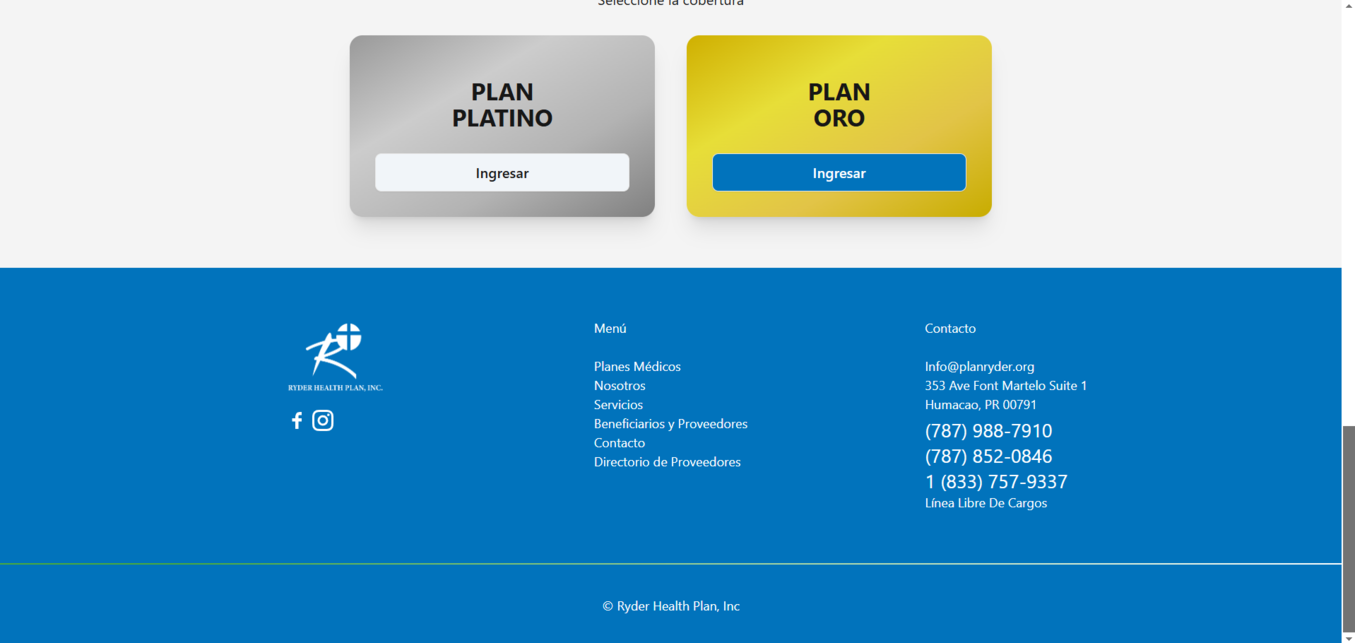 Seleccione la cobertura
PLAN
PLATINO
Ingresar
PLAN
ORO
Ingresar
RYDER HEALTH PLAN, INC.
Menú
Planes Médicos
Nosotros
Servicios
Beneficiarios y Proveedores
Contacto
Directorio de Proveedores
Contacto
Info@planryder.org
353 Ave Font Martelo Suite 1
Humacao, PR 00791
(787) 988-7910
(787) 852-0846
1 (833) 757-9337
Línea Libre De Cargos
© Ryder Health Plan, Inc